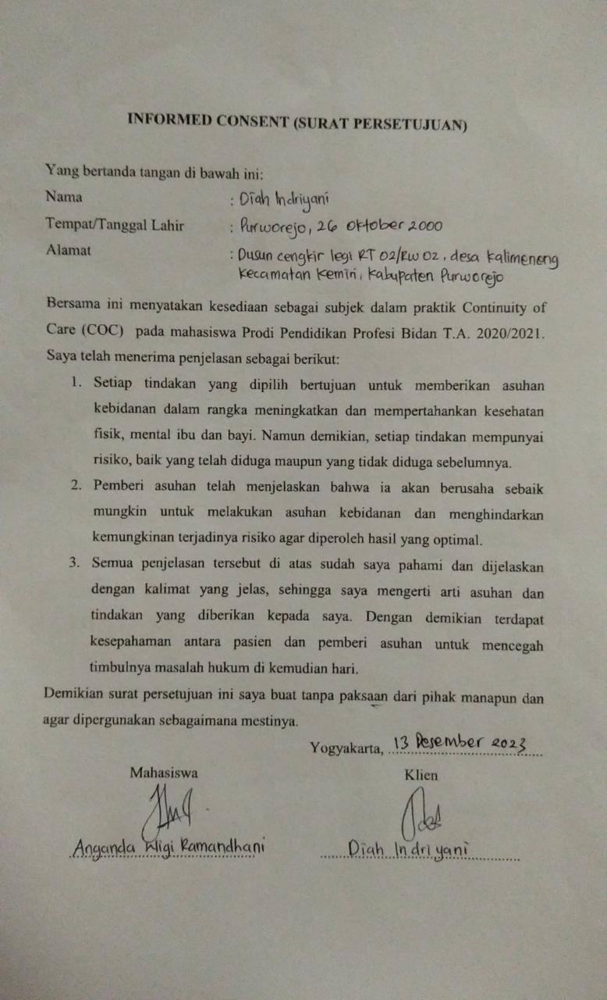 INFORMED CONSENT (SURAT PERSETUJUAN)
Yang bertanda tangan di bawah ini:
Nama : Diah Indriyani
Tempat/Tanggal Lahir : Purworejo, 26 Oktober 2000
Alamat : Dusun cengkir legi RT 02/RW 02, desa kalimeneng
kecamatan kemiri, kabupaten Purworejo
Bersama ini menyatakan kesediaan sebagai subjek dalam praktik Continuity of
Care (COC) pada mahasiswa Prodi Pendidikan Profesi Bidan T.A. 2020/2021.
Saya telah menerima penjelasan sebagai berikut:
1. Setiap tindakan yang dipilih bertujuan untuk memberikan asuhan
kebidanan dalam rangka meningkatkan dan mempertahankan kesehatan
fisik, mental ibu dan bayi. Namun demikian, setiap tindakan mempunyai
risiko, baik yang telah diduga maupun yang tidak diduga sebelumnya.
2. Pemberi asuhan telah menjelaskan bahwa ia akan berusaha sebaik
mungkin untuk melakukan asuhan kebidanan dan menghindarkan
kemungkinan terjadinya risiko agar diperoleh hasil yang optimal.
3. Semua penjelasan tersebut di atas sudah saya pahami dan dijelaskan
dengan kalimat yang jelas, sehingga saya mengerti arti asuhan dan
tindakan yang diberikan kepada saya. Dengan demikian terdapat
kesepahaman antara pasien dan pemberi asuhan untuk mencegah
timbulnya masalah hukum di kemudian hari.
Demikian surat persetujuan ini saya buat tanpa paksaan dari pihak manapun dan
agar dipergunakan sebagaimana mestinya.
Yogyakarta, 13 Desember 2023
Mahasiswa Klien
Anganda Wigi Ramandhani Diah Indriyani